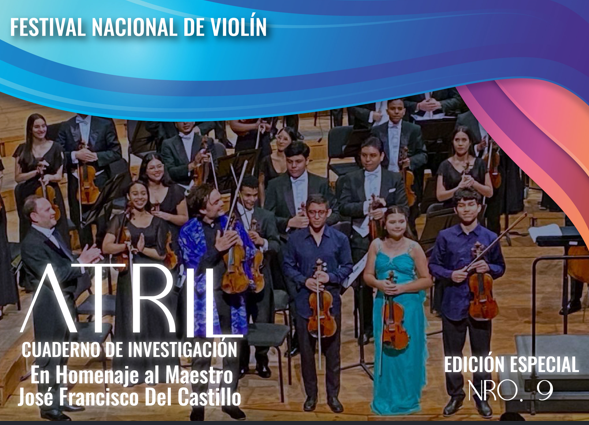 FESTIVAL NACIONAL DE VIOLÍN
ATRIL
CUADERNO DE INVESTIGACIÓN
En Homenaje al Maestro
José Francisco Del Castillo
EDICIÓN ESPECIAL
NRO. 9